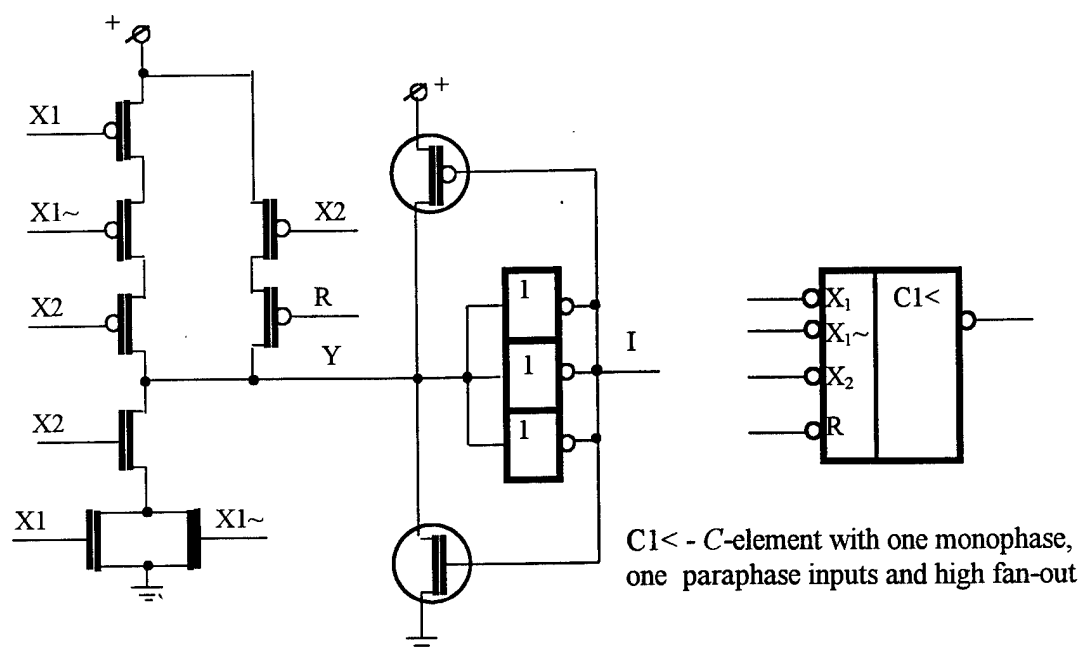 +
+
X1
X1~
X2
X2
R
Y
X2
X1
X1~
1
1
1
I
X1
C1<
X1~
X2
R
C1< - C-element with one monophase,
one paraphase inputs and high fan-out